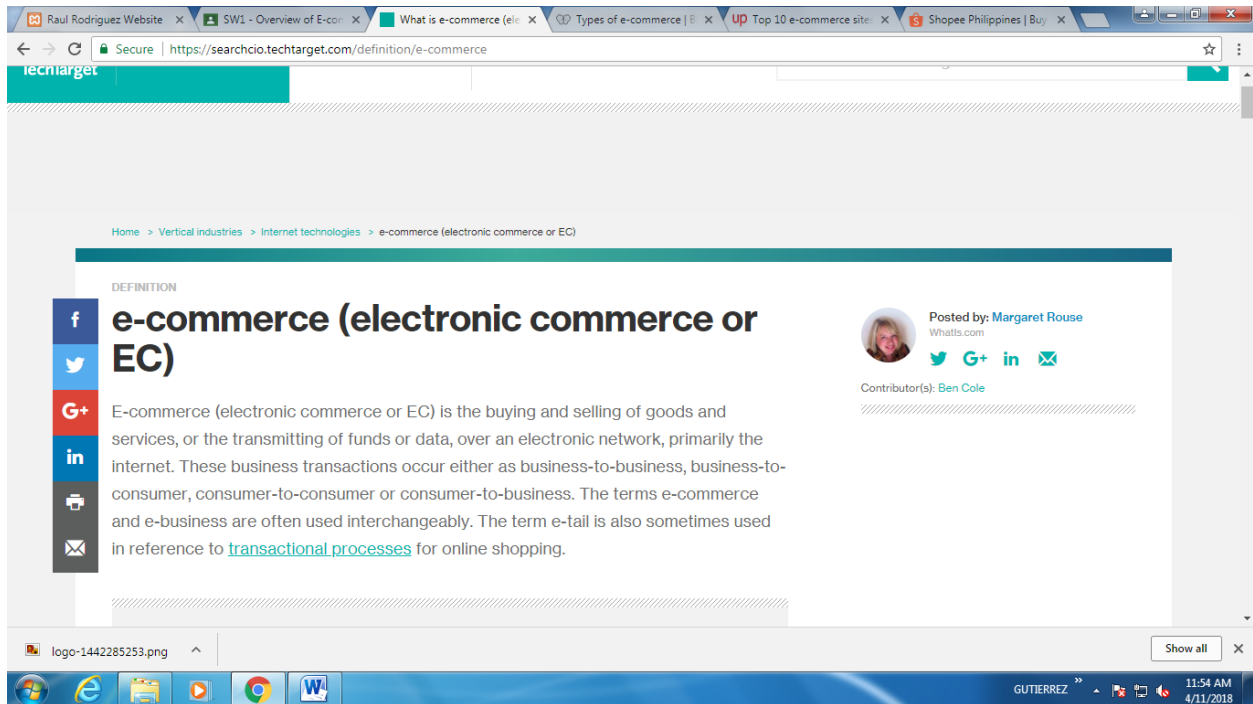 Raul Rodriguez Website
SW1 - Overview of E-con
What is e-commerce (ele
Types of e-commerce | B
Top 10 e-commerce sites
Shopee Philippines | Buy
Secure | https://searchcio.techtarget.com/definition/e-commerce
TechTarget
Home > Vertical industries > Internet technologies > e-commerce (electronic commerce or EC)
DEFINITION
e-commerce (electronic commerce or
EC)
E-commerce (electronic commerce or EC) is the buying and selling of goods and
services, or the transmitting of funds or data, over an electronic network, primarily the
internet. These business transactions occur either as business-to-business, business-to-
consumer, consumer-to-consumer or consumer-to-business. The terms e-commerce
and e-business are often used interchangeably. The term e-tail is also sometimes used
in reference to transactional processes for online shopping.
Posted by: Margaret Rouse
WhatIs.com
Contributor(s): Ben Cole
logo-1442285253.png
Show all
GUTIERREZ
11:54 AM
4/11/2018